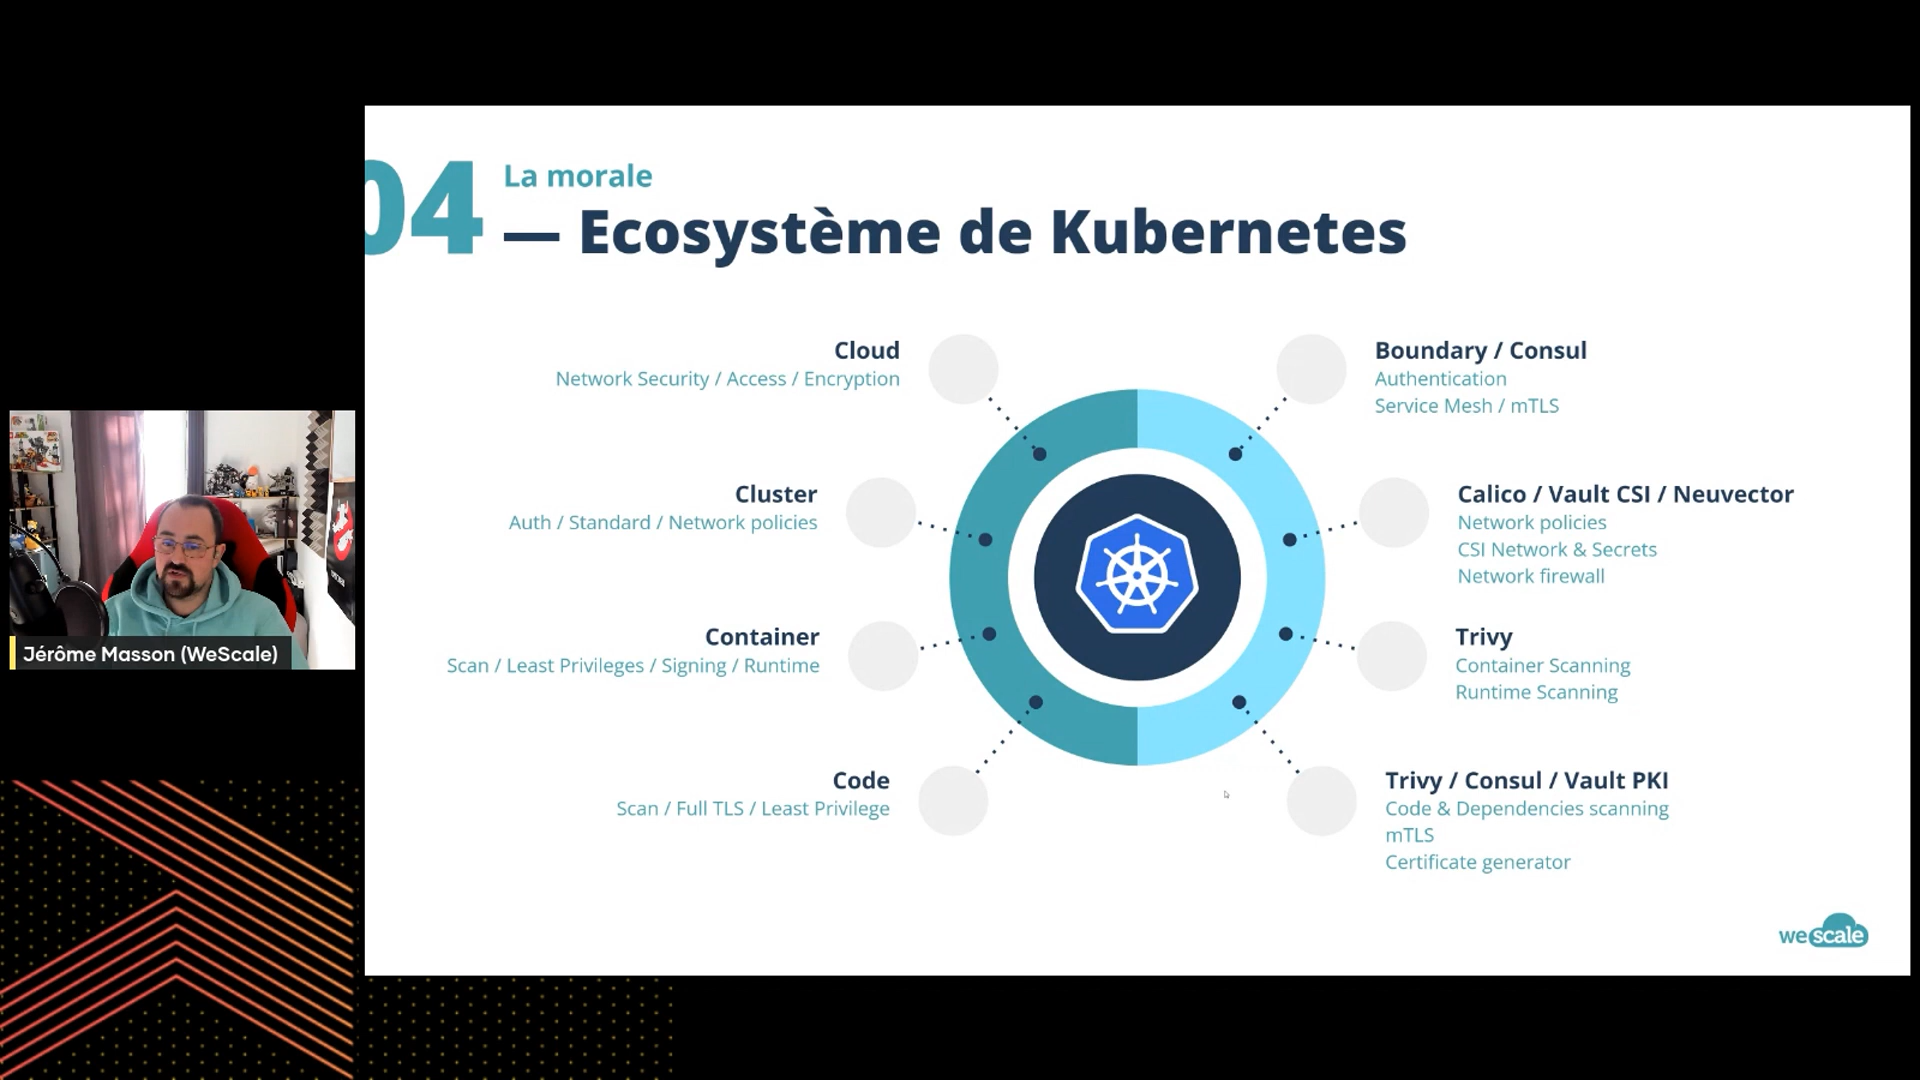 04
La morale
— Ecosystème de Kubernetes
Cloud
Network Security / Access / Encryption
Boundary / Consul
Authentication
Service Mesh / mTLS
Cluster
Auth / Standard / Network policies
Calico / Vault CSI / Neuvector
Network policies
CSI Network & Secrets
Network firewall
Container
Scan / Least Privileges / Signing / Runtime
Trivy
Container Scanning
Runtime Scanning
Code
Scan / Full TLS / Least Privilege
Trivy / Consul / Vault PKI
Code & Dependencies scanning
mTLS
Certificate generator
Jérôme Masson (WeScale)
wescale